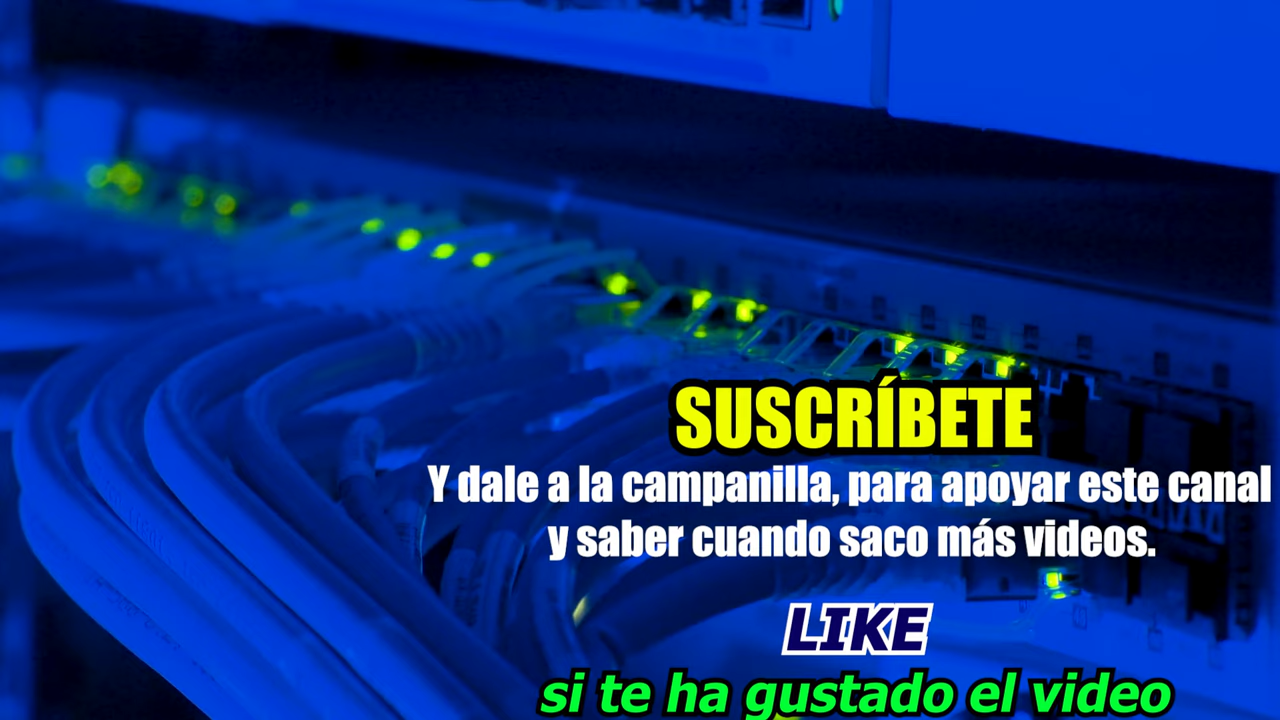 SUSCRÍBETE
Y dale a la campanilla, para apoyar este canal
y saber cuando saco más videos.
LIKE
si te ha gustado el video